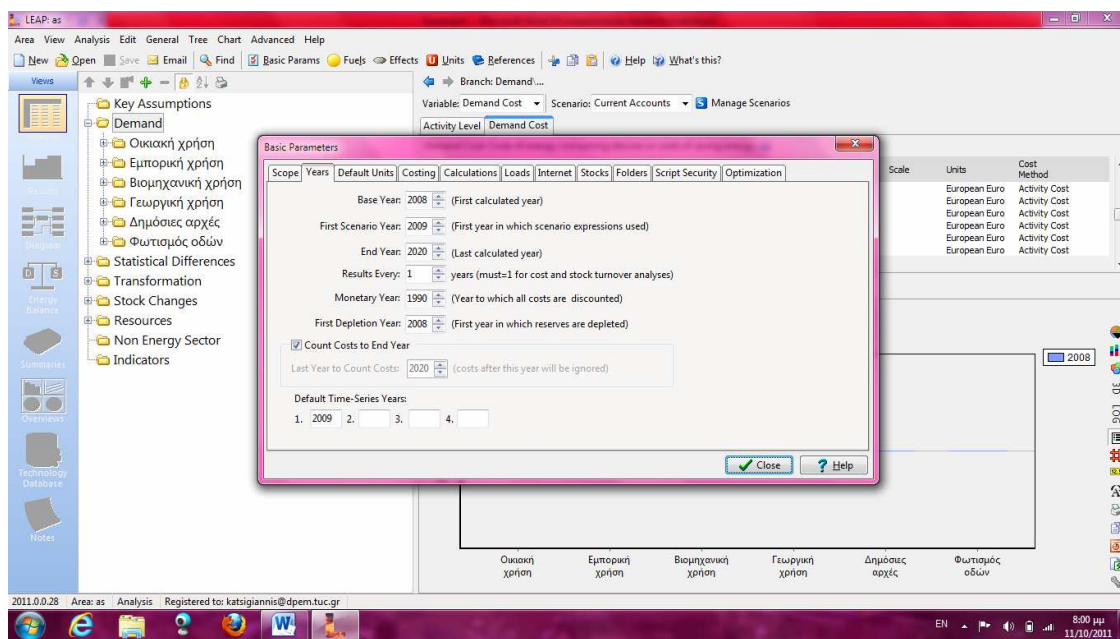 LEAP: as
Area View Analysis Edit General Tree Chart Advanced Help
New Open Save Email Find Basic Params Fuels Effects Units References Help What's this?
Views
Branch: Demand\...
Key Assumptions
Variable: Demand Cost Scenario: Current Accounts S Manage Scenarios
Demand
Activity Level Demand Cost
Οικιακή χρήση
Εμπορική χρήση
Βιομηχανική χρήση
Γεωργική χρήση
Δημόσιες αρχές
Φωτισμός οδών
Statistical Differences
Transformation
Stock Changes
Resources
Non Energy Sector
Indicators
Results
Diagram
Energy
Balance
Summaries
Overviews
Technology
Database
Notes
Basic Parameters
Scope Years Default Units Costing Calculations Loads Internet Stocks Folders Script Security Optimization
Base Year: 2008 (First calculated year)
First Scenario Year: 2009 (First year in which scenario expressions used)
End Year: 2020 (Last calculated year)
Results Every: 1 years (must=1 for cost and stock turnover analyses)
Monetary Year: 1990 (Year to which all costs are discounted)
First Depletion Year: 2008 (First year in which reserves are depleted)
Count Costs to End Year
Last Year to Count Costs: 2020 (costs after this year will be ignored)
Default Time-Series Years:
1. 2009 2. 3. 4.
Close ? Help
Scale Units Cost
Method
European Euro Activity Cost
European Euro Activity Cost
European Euro Activity Cost
European Euro Activity Cost
European Euro Activity Cost
European Euro Activity Cost
2008
3D
LOG
Οικιακή
χρήση
Εμπορική
χρήση
Βιομηχανική
χρήση
Γεωργική
χρήση
Δημόσιες
αρχές
Φωτισμός
οδών
2011.0.0.28 Area: as Analysis Registered to: katsigiannis@dpem.tuc.gr
EN 8:00 μμ
11/10/2011